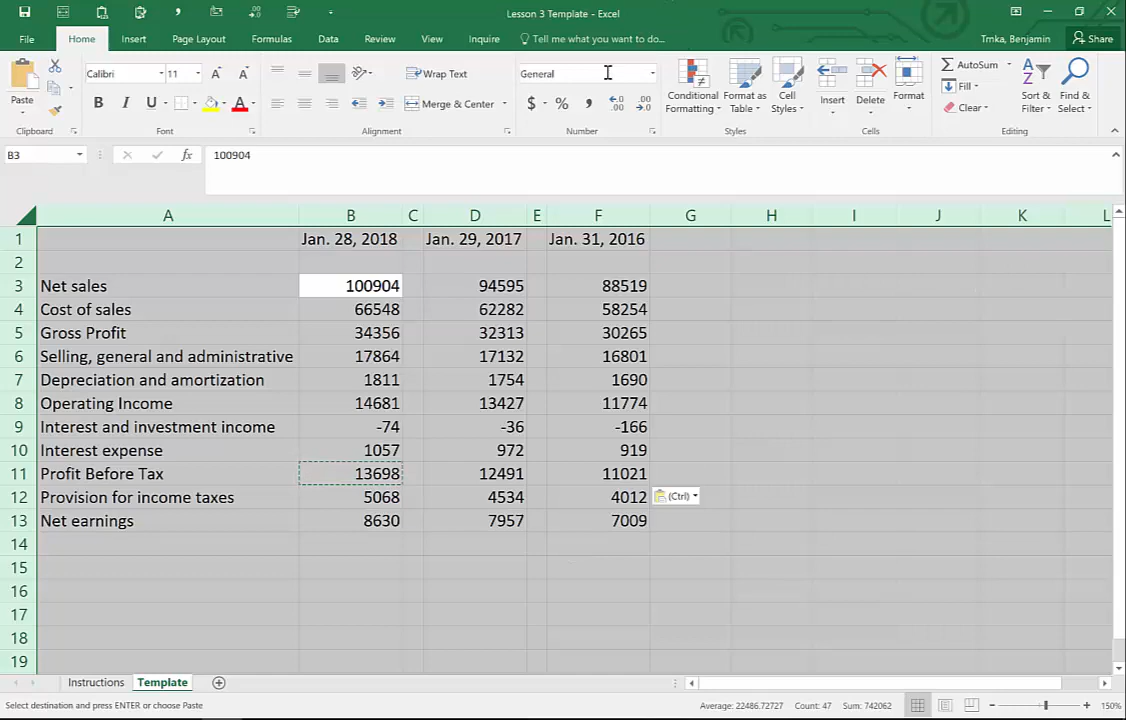 Lesson 3 Template - Excel
Trnka, Benjamin
Share
File Home Insert Page Layout Formulas Data Review View Inquire Tell me what you want to do...
Paste
Calibri 11
Wrap Text
General
B I U
Merge & Center
$ % ,
Conditional Formatting
Format as Table
Cell Styles
Insert Delete Format
AutoSum
Fill
Clear
Sort & Filter
Find & Select
Clipboard Font Alignment Number Styles Cells Editing
B3 fx 100904
A B C D E F G H I J K L
1 Jan. 28, 2018 Jan. 29, 2017 Jan. 31, 2016
2
3 Net sales 100904 94595 88519
4 Cost of sales 66548 62282 58254
5 Gross Profit 34356 32313 30265
6 Selling, general and administrative 17864 17132 16801
7 Depreciation and amortization 1811 1754 1690
8 Operating Income 14681 13427 11774
9 Interest and investment income -74 -36 -166
10 Interest expense 1057 972 919
11 Profit Before Tax 13698 12491 11021
12 Provision for income taxes 5068 4534 4012 (Ctrl)
13 Net earnings 8630 7957 7009
14
15
16
17
18
19
Instructions Template
Select destination and press ENTER or choose Paste
Average: 22486.72727 Count: 47 Sum: 742062
150%